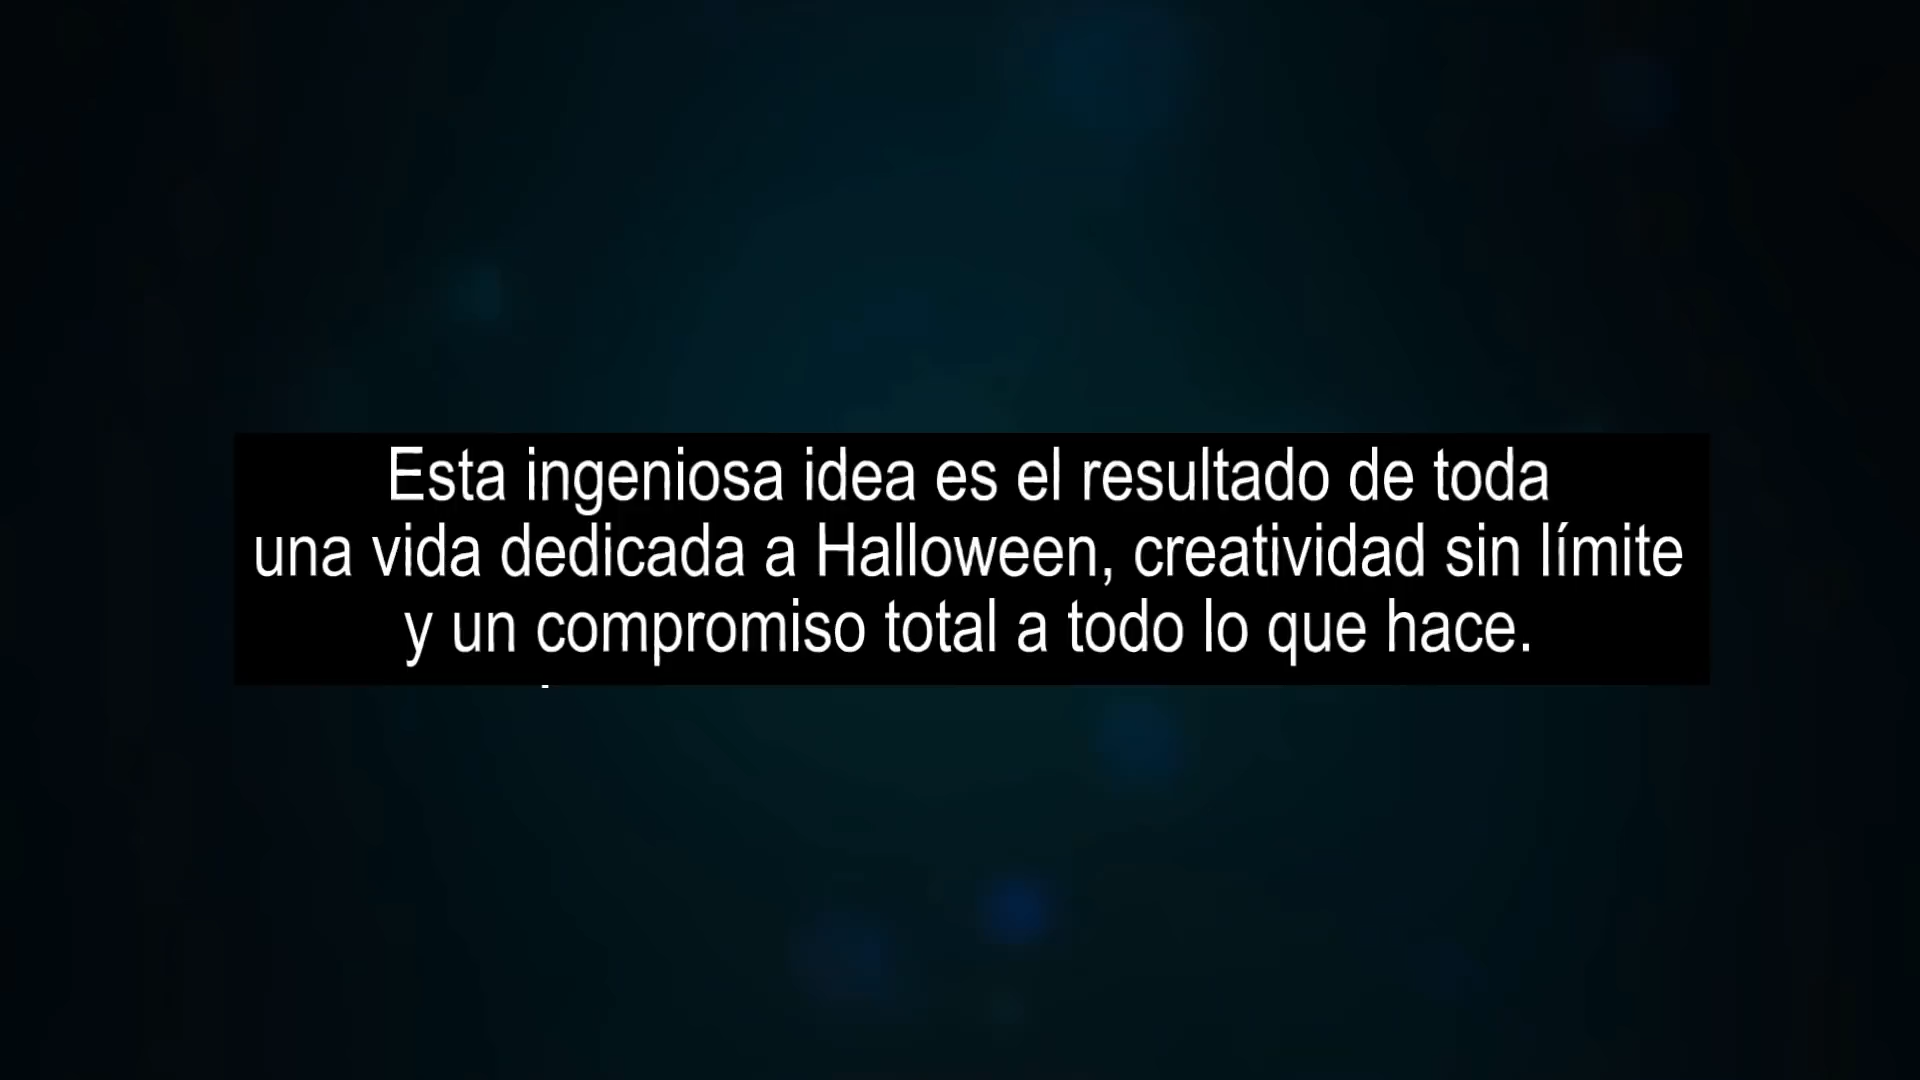 Esta ingeniosa idea es el resultado de toda
una vida dedicada a Halloween, creatividad sin límite
y un compromiso total a todo lo que hace.